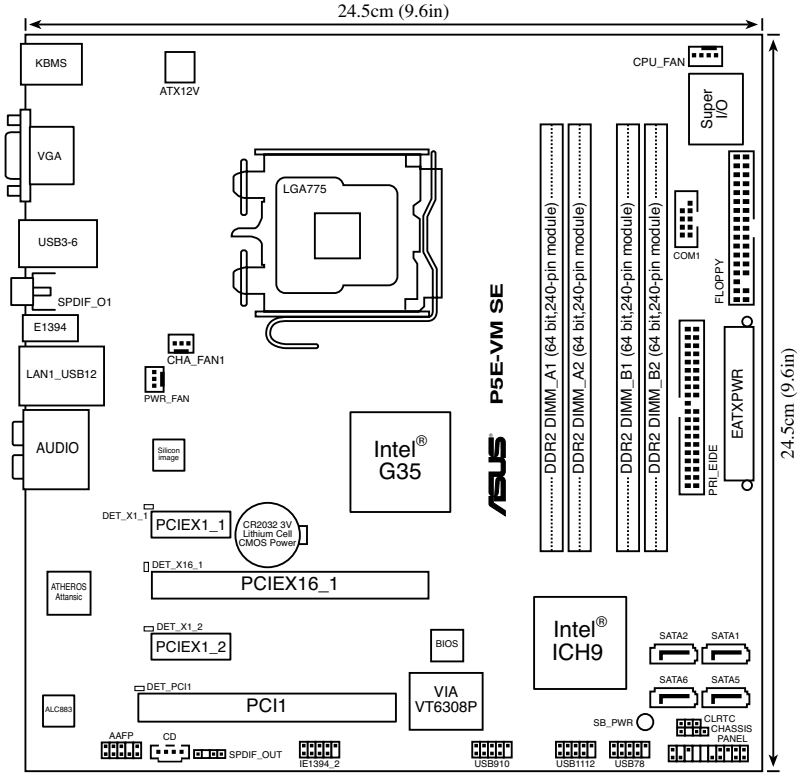 24.5cm (9.6in)
KBMS
ATX12V
CPU_FAN
Super
I/O
VGA
LGA775
USB3-6
SPDIF_O1
E1394
LAN1_USB12
AUDIO
CHA_FAN1
PWR_FAN
Silicon
image
Intel®
G35
P5E-VM SE
ASUS
DDR2 DIMM_A1 (64 bit,240-pin module)
DDR2 DIMM_A2 (64 bit,240-pin module)
DDR2 DIMM_B1 (64 bit,240-pin module)
DDR2 DIMM_B2 (64 bit,240-pin module)
COM1
FLOPPY
PRI_EIDE
EATXPWR
24.5cm (9.6in)
DET_X1_1
PCIEX1_1
CR2032 3V
Lithium Cell
CMOS Power
DET_X16_1
PCIEX16_1
ATHEROS
Attansic
DET_X1_2
PCIEX1_2
BIOS
Intel®
ICH9
SATA2
SATA1
SATA6
SATA5
DET_PCI1
PCI1
VIA
VT6308P
ALC883
SB_PWR
CLRTC
CHASSIS
PANEL
AAFP
CD
SPDIF_OUT
IE1394_2
USB910
USB1112
USB78